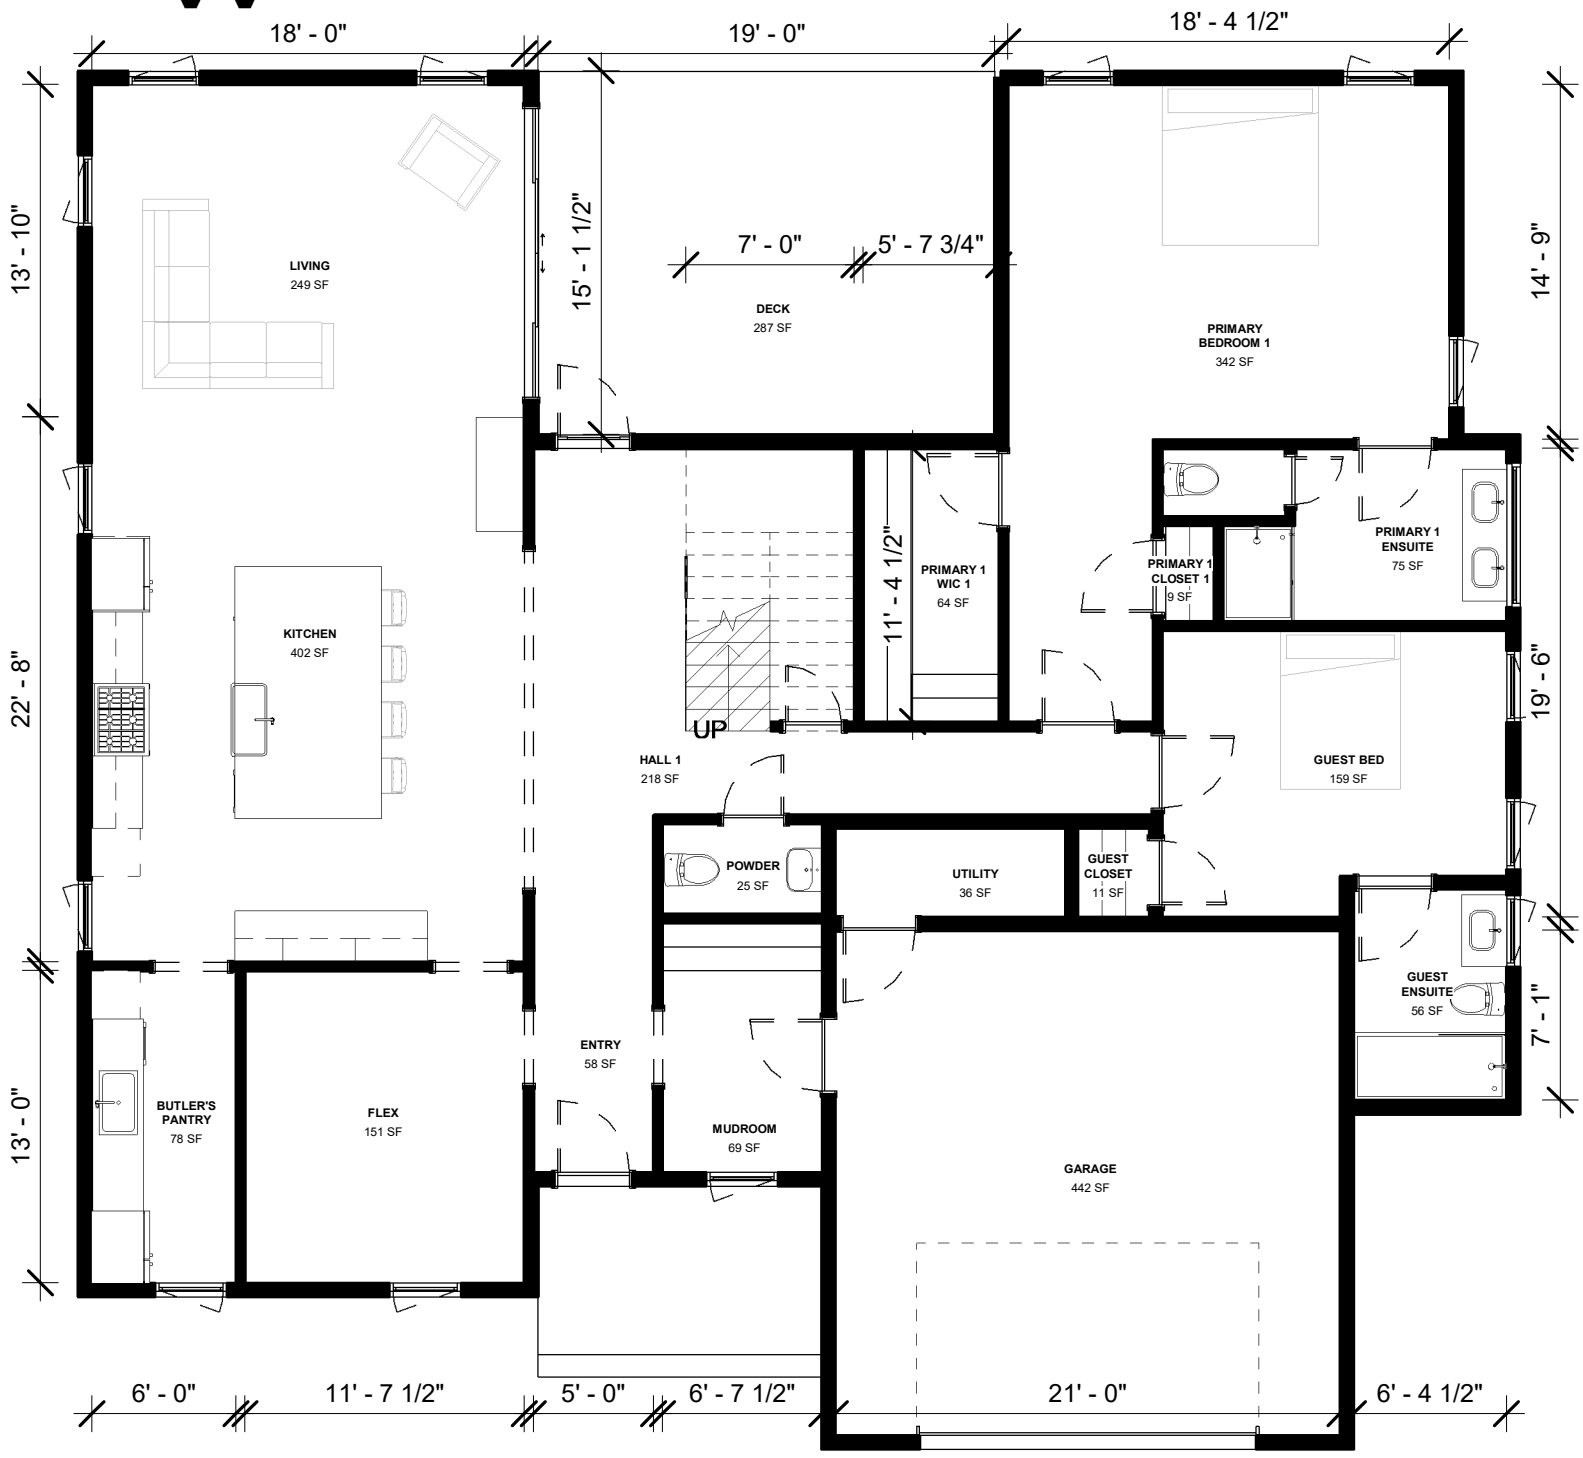 18' - 0"
19' - 0"
18' - 4 1/2"
13' - 10"
15' - 1 1/2"
7' - 0"
5' - 7 3/4"
14' - 9"
LIVING
249 SF
DECK
287 SF
PRIMARY
BEDROOM 1
342 SF
11' - 4 1/2"
PRIMARY 1
WIC 1
64 SF
PRIMARY 1
CLOSET 1
9 SF
PRIMARY 1
ENSUITE
75 SF
KITCHEN
402 SF
22' - 8"
19' - 6"
UP
HALL 1
218 SF
GUEST BED
159 SF
POWDER
25 SF
UTILITY
36 SF
GUEST
CLOSET
11 SF
GUEST
ENSUITE
56 SF
7' - 1"
ENTRY
58 SF
13' - 0"
BUTLER'S
PANTRY
78 SF
FLEX
151 SF
MUDROOM
69 SF
GARAGE
442 SF
6' - 0"
11' - 7 1/2"
5' - 0"
6' - 7 1/2"
21' - 0"
6' - 4 1/2"